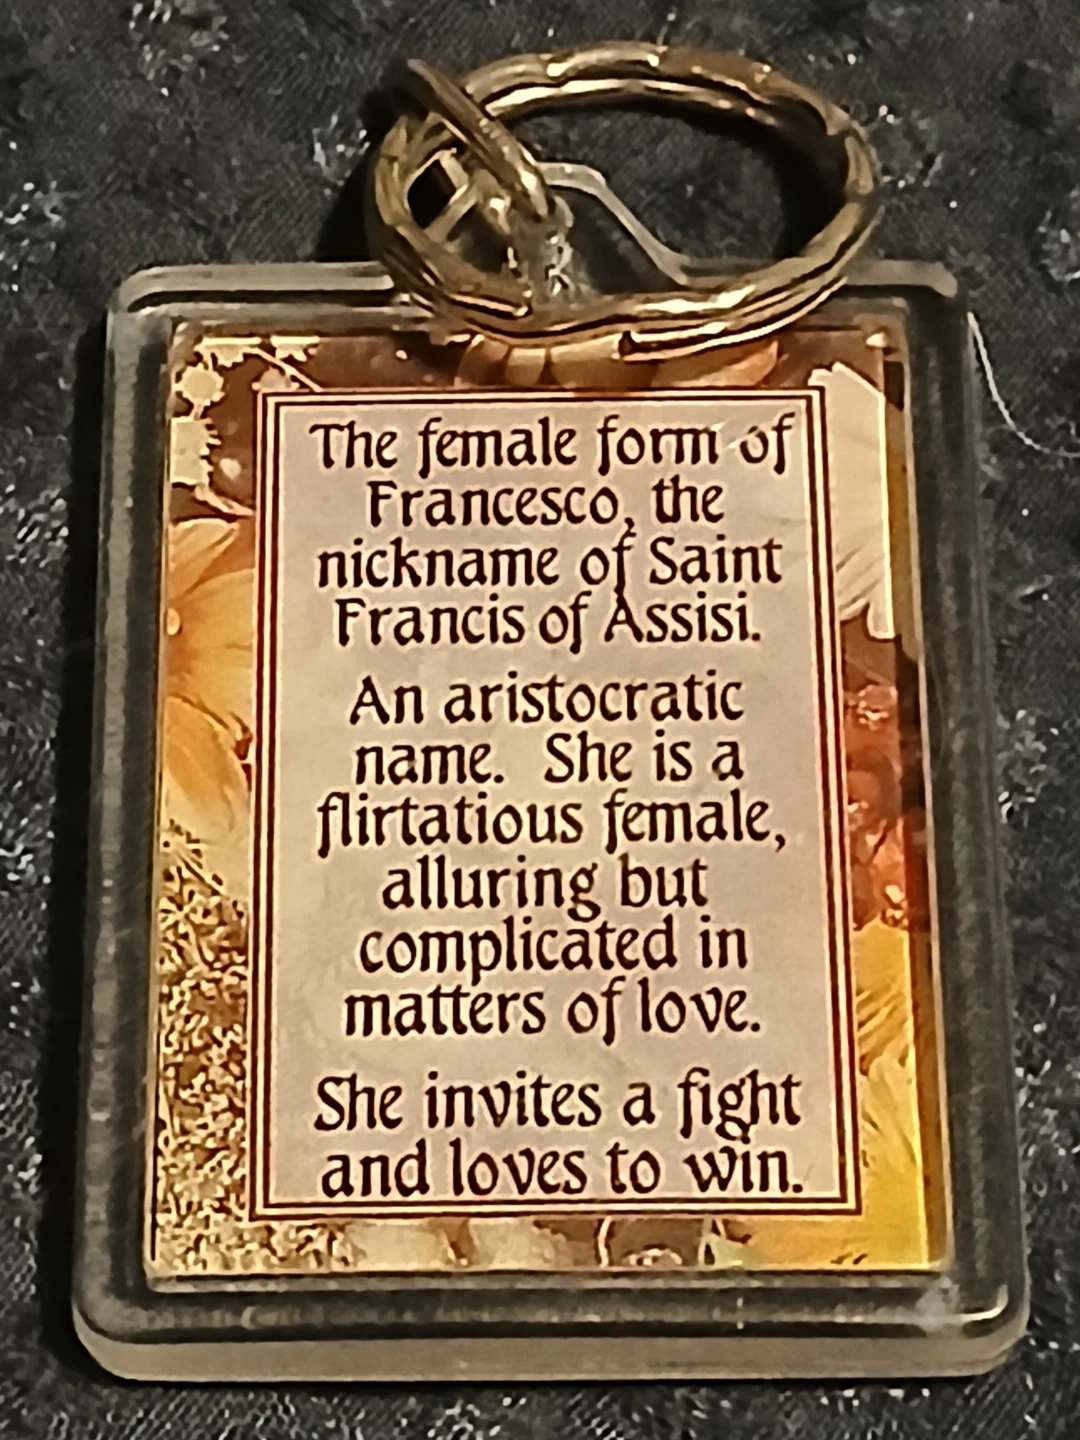 The female form of
Francesco, the
nickname of Saint
Francis of Assisi.
An aristocratic
name. She is a
flirtatious female,
alluring but
complicated in
matters of love.
She invites a fight
and loves to win.